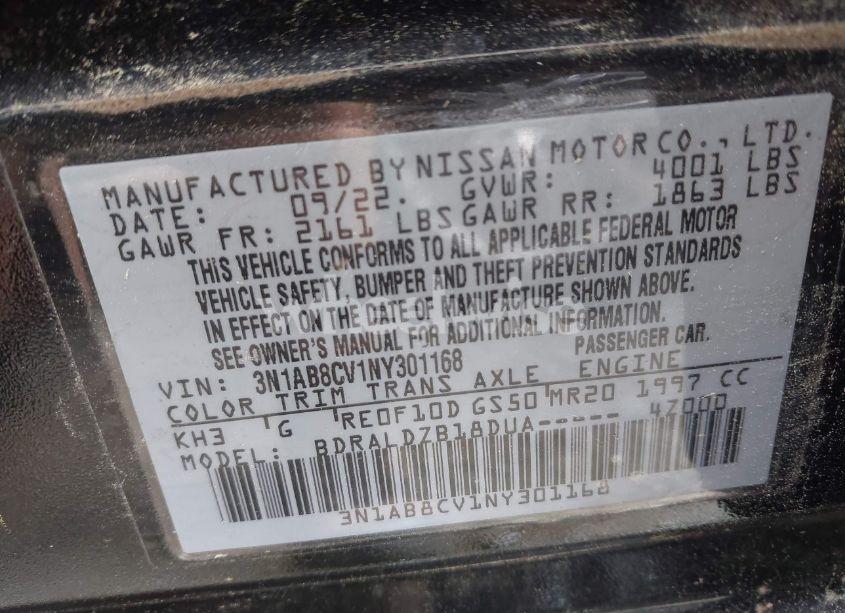 MANUFACTURED BY NISSAN MOTOR CO., LTD.
DATE: 09/22. GVWR: 4001 LBS
GAWR FR: 2161 LBS GAWR RR: 1863 LBS
THIS VEHICLE CONFORMS TO ALL APPLICABLE FEDERAL MOTOR
VEHICLE SAFETY, BUMPER AND THEFT PREVENTION STANDARDS
IN EFFECT ON THE DATE OF MANUFACTURE SHOWN ABOVE.
SEE OWNER'S MANUAL FOR ADDITIONAL INFORMATION.
VIN: 3N1AB8CV1NY301168 PASSENGER CAR.
COLOR TRIM TRANS AXLE ENGINE
KH3 G RE0F10D GS50 MR20 1997 CC
MODEL: BDRALDZB18DUA----- 47000
3N1AB8CV1NY301168